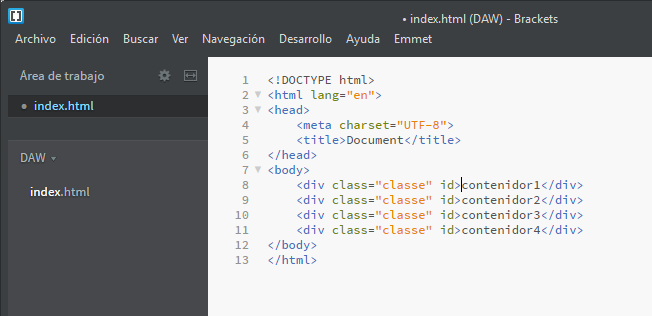 • index.html (DAW) - Brackets
Archivo Edición Buscar Ver Navegación Desarrollo Ayuda Emmet
Área de trabajo
index.html
DAW
index.html
1 <!DOCTYPE html>
2 <html lang="en">
3 <head>
4 <meta charset="UTF-8">
5 <title>Document</title>
6 </head>
7 <body>
8 <div class="classe" id>contenidor1</div>
9 <div class="classe" id>contenidor2</div>
10 <div class="classe" id>contenidor3</div>
11 <div class="classe" id>contenidor4</div>
12 </body>
13 </html>